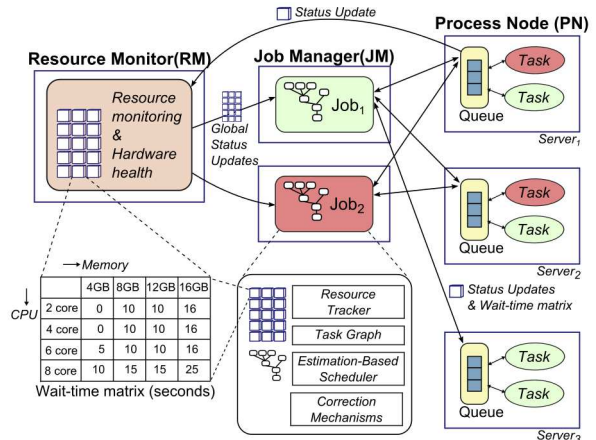 Status Update
Process Node (PN)
Resource Monitor(RM)
Job Manager(JM)
Resource
monitoring
&
Hardware
health
Global
Status
Updates
Job1
Job2
Queue
Task
Task
Server1
Queue
Task
Task
Server2
Status Updates
& Wait-time matrix
Queue
Task
Task
Server3
→Memory
↓
CPU
4GB 8GB 12GB 16GB
2 core 0 10 10 16
4 core 0 10 10 16
6 core 5 10 10 16
8 core 10 15 15 25
Wait-time matrix (seconds)
Resource
Tracker
Task Graph
Estimation-Based
Scheduler
Correction
Mechanisms